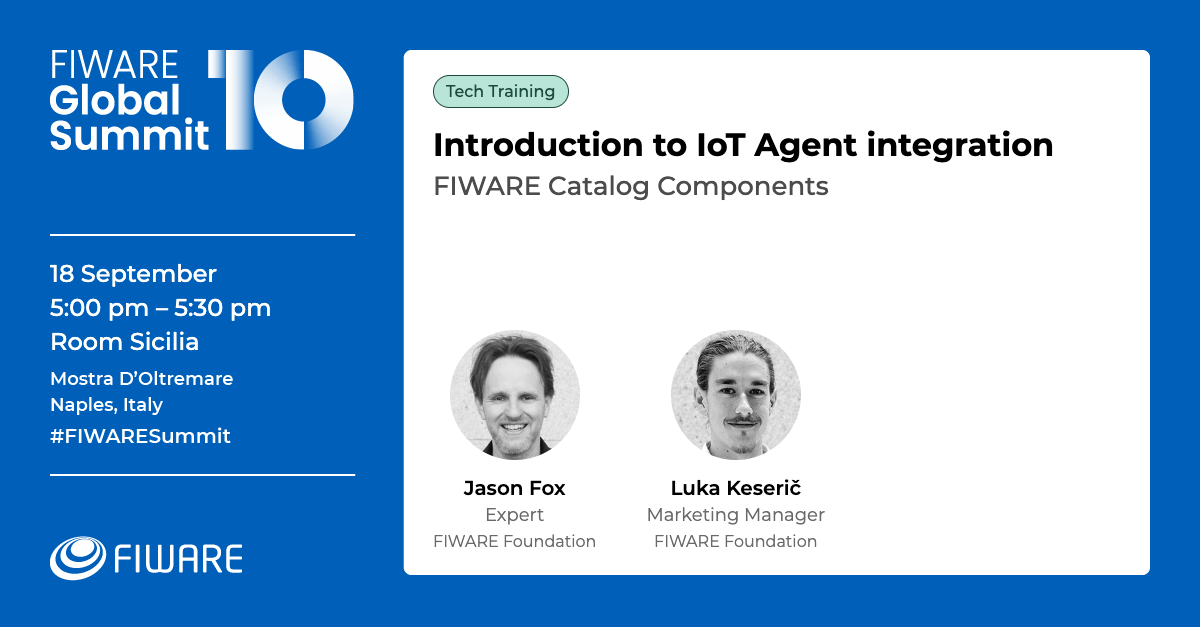 FIWARE
Global
Summit
10
18 September
5:00 pm – 5:30 pm
Room Sicilia
Mostra D’Oltremare
Naples, Italy
#FIWARESummit
FIWARE
Tech Training
Introduction to IoT Agent integration
FIWARE Catalog Components
Jason Fox
Expert
FIWARE Foundation
Luka Keserič
Marketing Manager
FIWARE Foundation